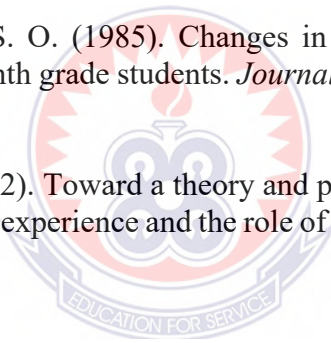 S. O. (1985). Changes in
nth grade students. Journal
2). Toward a theory and p
experience and the role of
EDUCATION FOR SERVICE